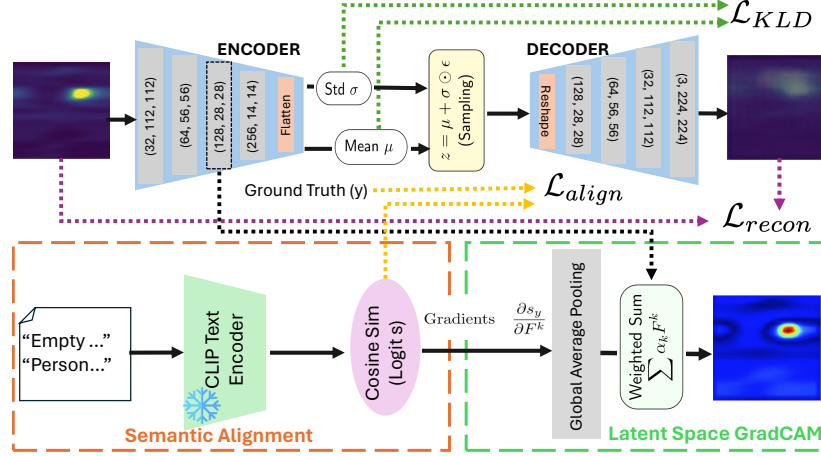 ENCODER
DECODER
ℒ_KLD
(32, 112, 112)
(64, 56, 56)
(128, 28, 28)
(256, 14, 14)
Flatten
Std σ
Mean μ
z = μ + σ ⊙ ϵ
(Sampling)
Reshape
(128, 28, 28)
(64, 56, 56)
(32, 112, 112)
(3, 224, 224)
Ground Truth (y)
ℒ_align
ℒ_recon
“Empty ...”
“Person...”
CLIP Text
Encoder
Cosine Sim
(Logit s)
Gradients ∂s_y/∂F^k
Global Average Pooling
Weighted Sum
∑ α_k F^k
Semantic Alignment
Latent Space GradCAM